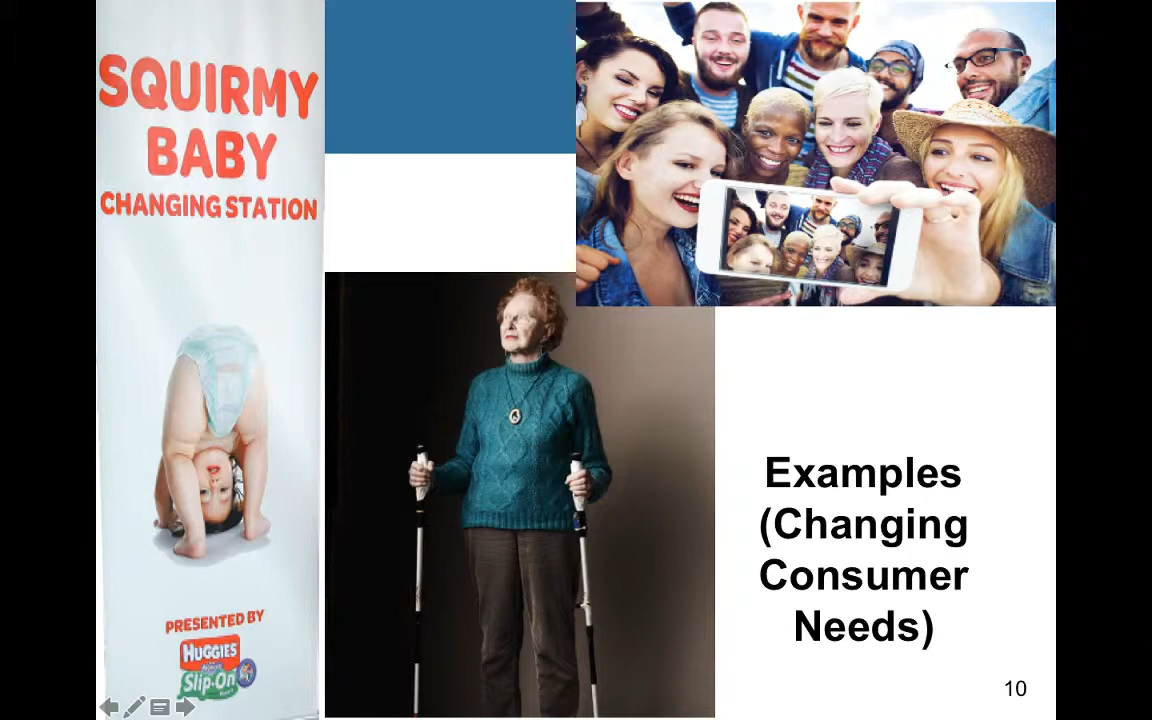 SQUIRMY
BABY
CHANGING STATION
PRESENTED BY
HUGGIES
Slip-On
Examples
(Changing
Consumer
Needs)
10